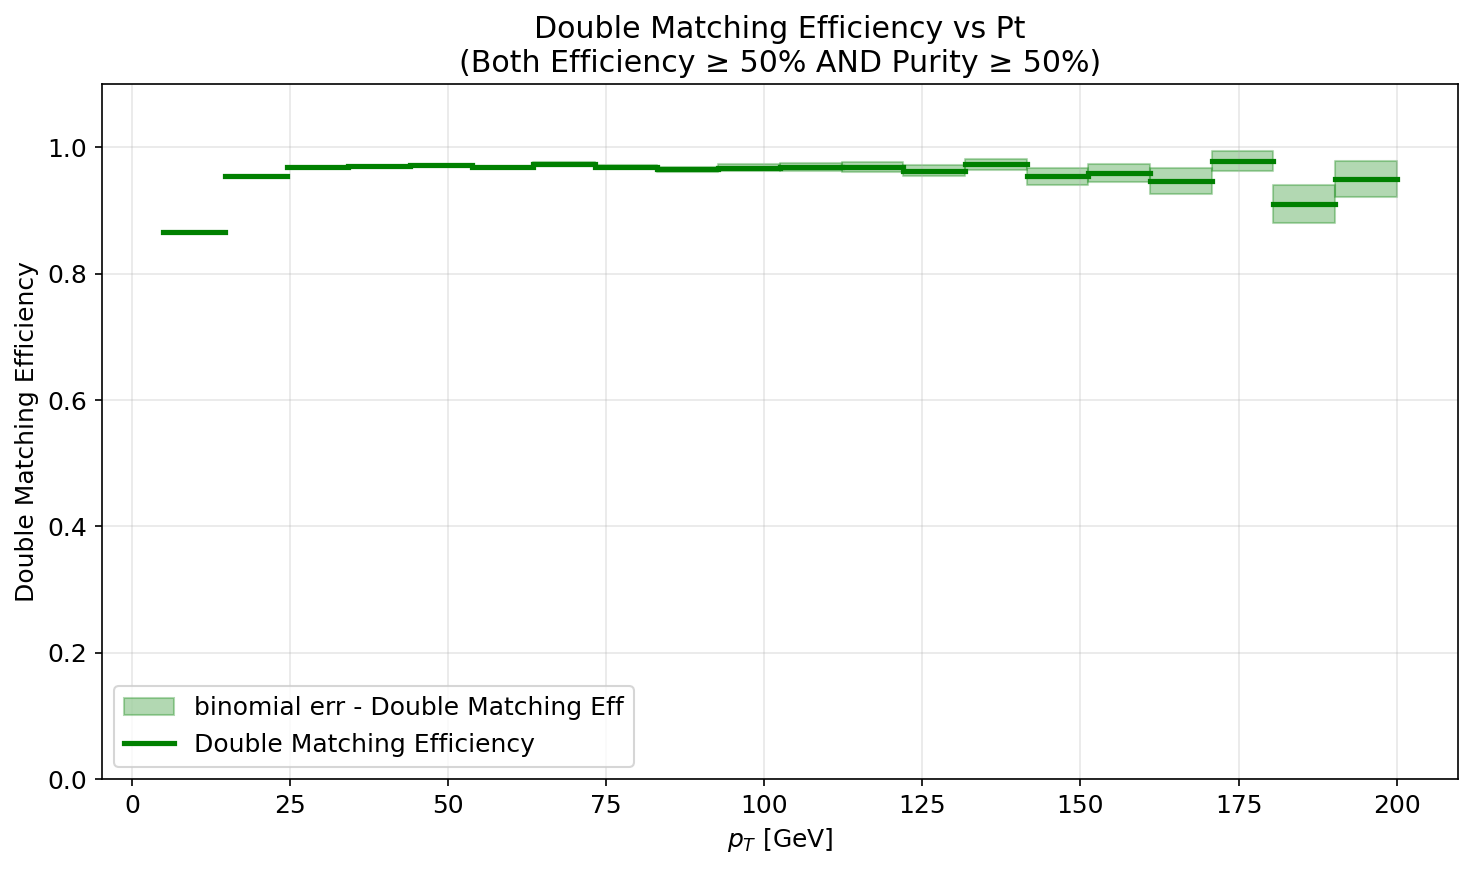 Double Matching Efficiency vs Pt
(Both Efficiency ≥ 50% AND Purity ≥ 50%)
Double Matching Efficiency
1.0
0.8
0.6
0.4
0.2
0.0
binomial err - Double Matching Eff
Double Matching Efficiency
0 25 50 75 100 125 150 175 200
p_T [GeV]